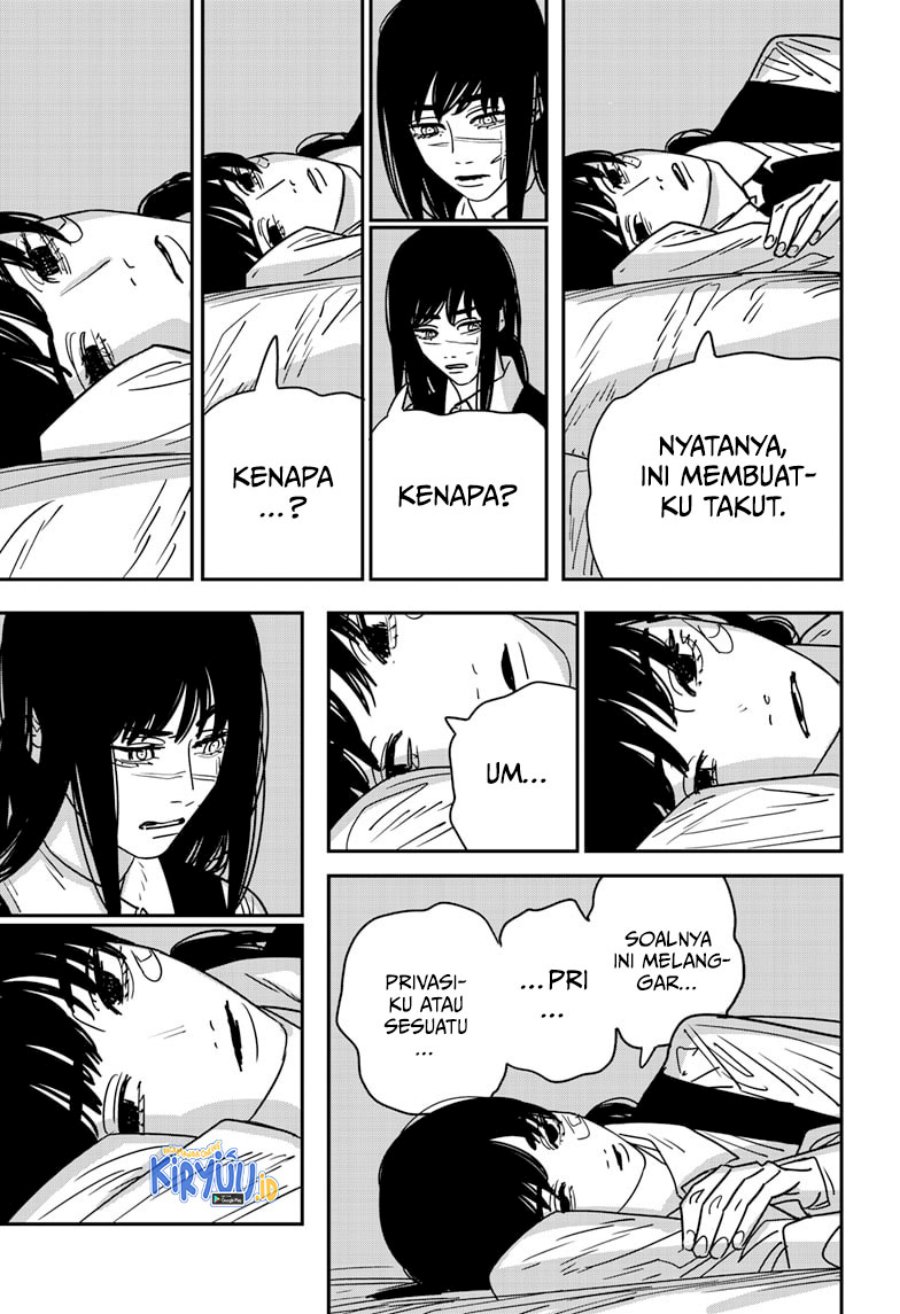 NYATANYA,
INI MEMBUAT-
KU TAKUT.
KENAPA?
KENAPA
...?
UM...
SOALNYA
INI MELANG-
GAR...
...PRI
...
PRIVASI-
KU ATAU
SESUATU
...
KIRYUU.ID